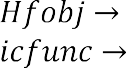 Hfobj →
icfunc →